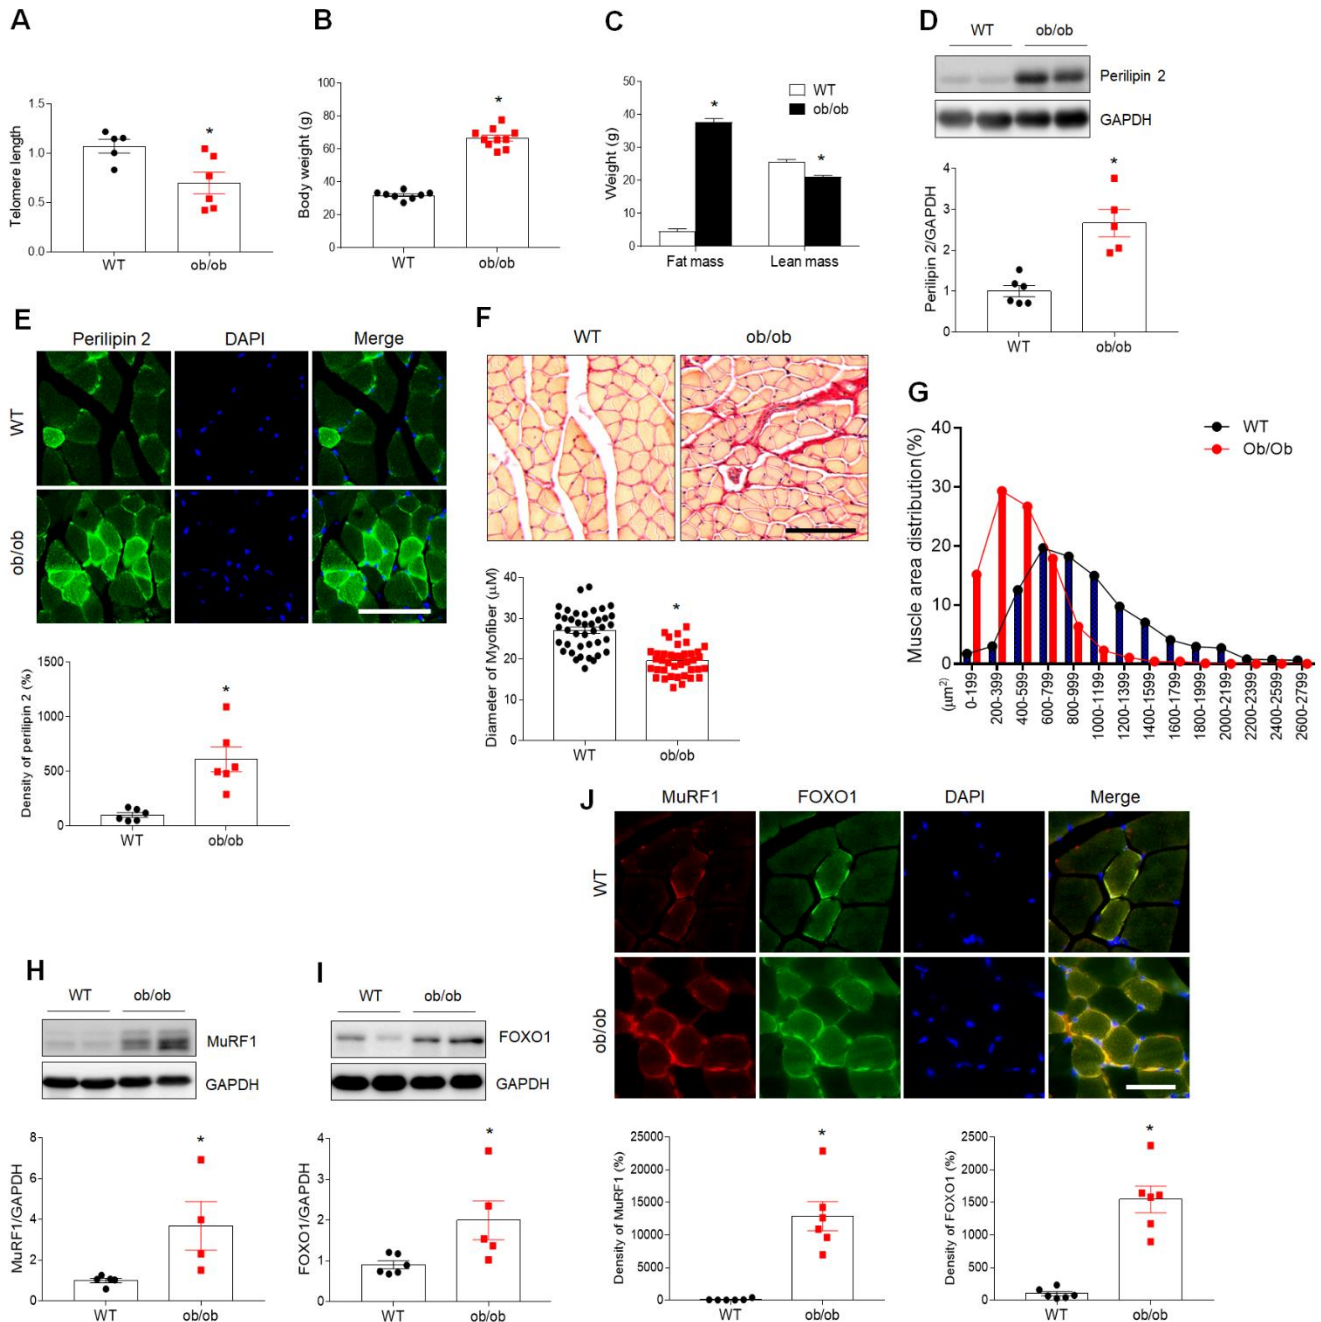 A
Telomere length
1.5
1.0
0.5
0.0
*
WT
ob/ob
B
Body weight (g)
100
80
60
40
20
0
*
WT
ob/ob
C
Weight (g)
50
40
30
20
10
0
*
*
WT
ob/ob
Fat mass
Lean mass
D
WT
ob/ob
Perilipin 2
GAPDH
Perilipin 2/GAPDH
4
3
2
1
0
*
WT
ob/ob
E
Perilipin 2
DAPI
Merge
WT
ob/ob
Density of perilipin 2 (%)
1500
1000
500
0
*
WT
ob/ob
F
WT
ob/ob
Diameter of Myofiber (μM)
40
30
20
10
0
*
WT
ob/ob
G
Muscle area distribution(%)
40
30
20
10
0
WT
Ob/Ob
(μm²)
0-199
200-399
400-599
600-799
800-999
1000-1199
1200-1399
1400-1599
1600-1799
1800-1999
2000-2199
2200-2399
2400-2599
2600-2799
H
WT
ob/ob
MuRF1
GAPDH
MuRF1/GAPDH
8
6
4
2
0
*
WT
ob/ob
I
WT
ob/ob
FOXO1
GAPDH
FOXO1/GAPDH
4
3
2
1
0
*
WT
ob/ob
J
MuRF1
FOXO1
DAPI
Merge
WT
ob/ob
Density of MuRF1 (%)
25000
20000
15000
10000
5000
0
*
WT
ob/ob
Density of FOXO1 (%)
2500
2000
1500
1000
500
0
*
WT
ob/ob